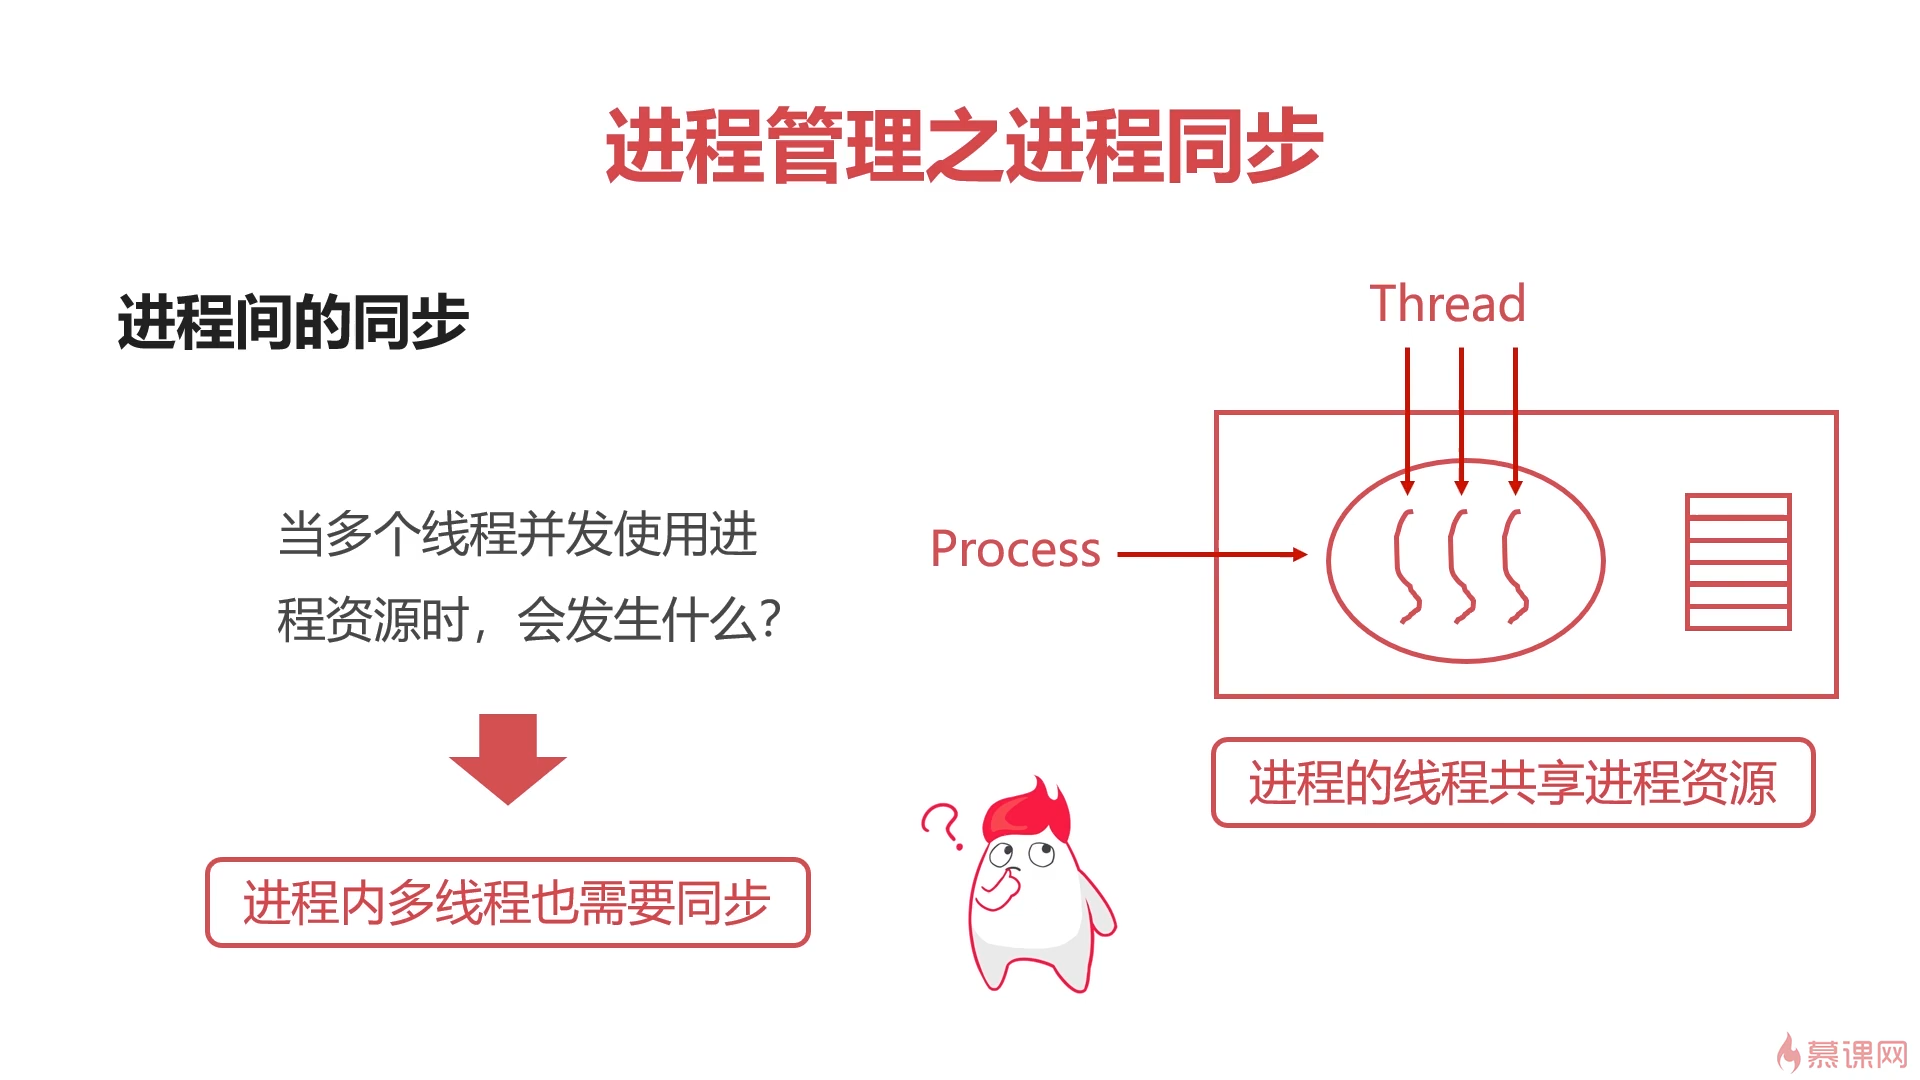 进程管理之进程同步
进程间的同步
当多个线程并发使用进
程资源时，会发生什么？
进程内多线程也需要同步
Thread
Process
进程的线程共享进程资源
慕课网